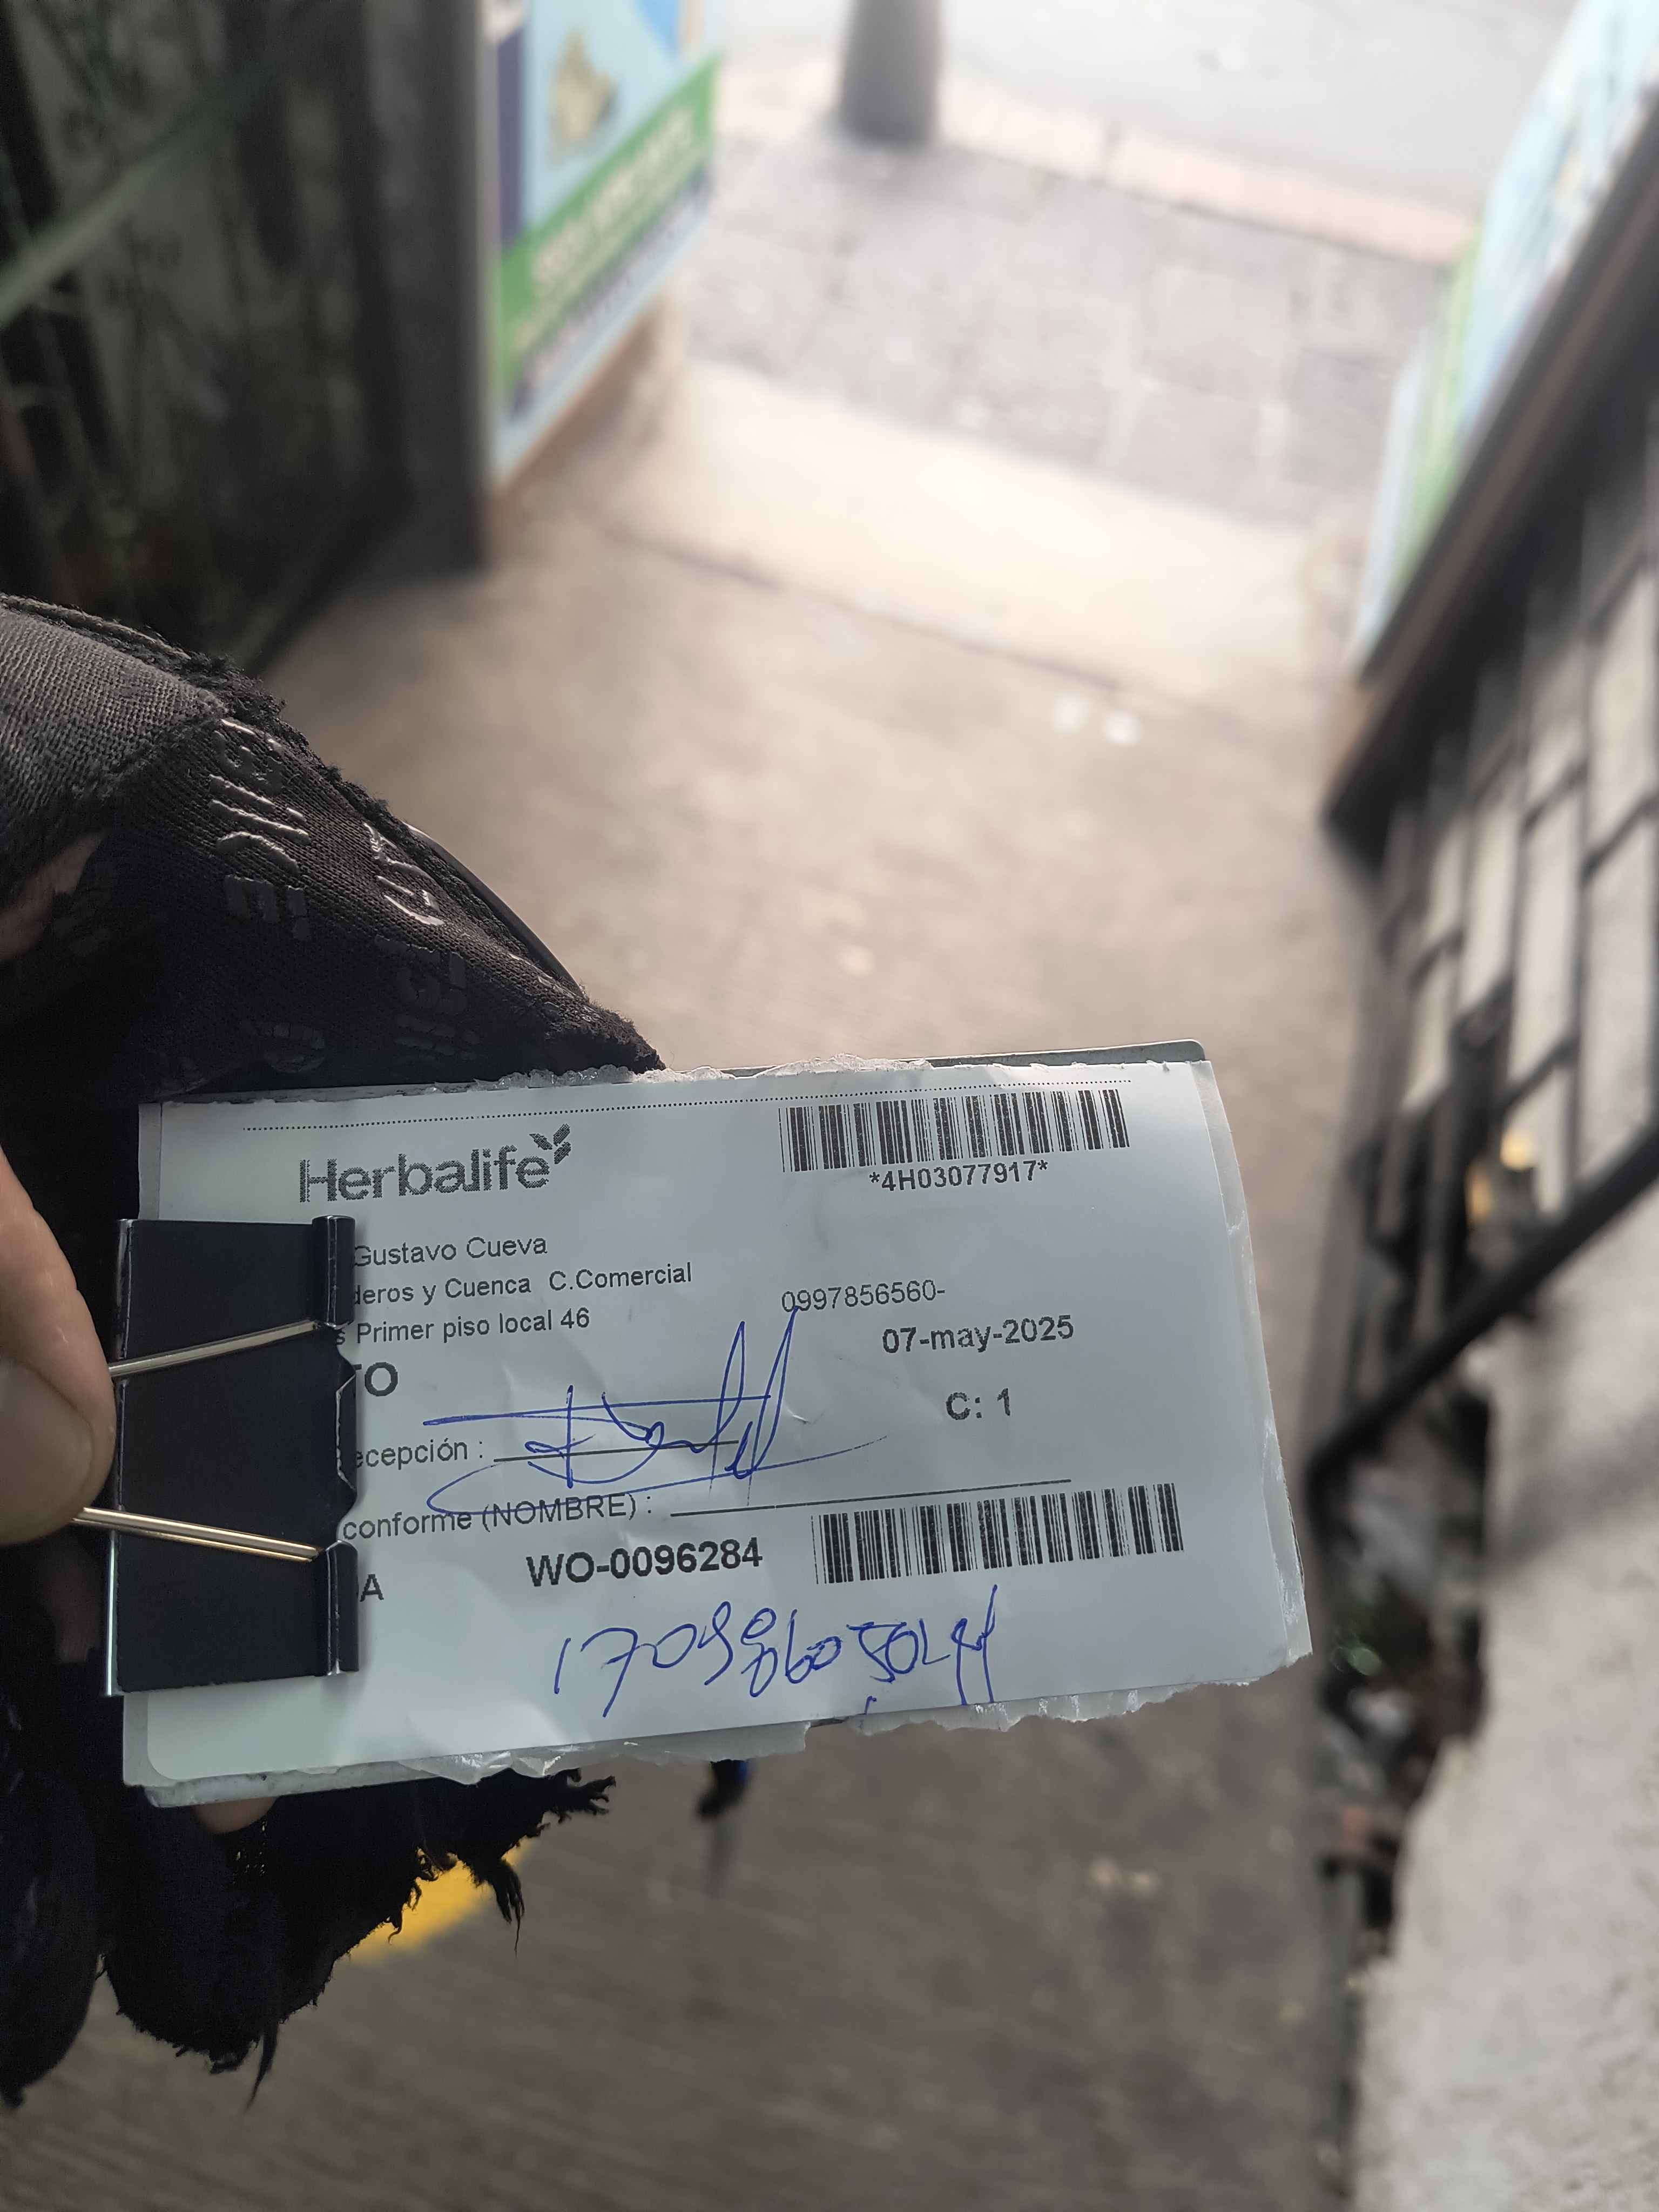 Herbalife
*4H03077917*
Gustavo Cueva
deros y Cuenca C.Comercial
0997856560-
s Primer piso local 46
07-may-2025
TO
C: 1
ecepción :
conforme (NOMBRE) :
A
WO-0096284